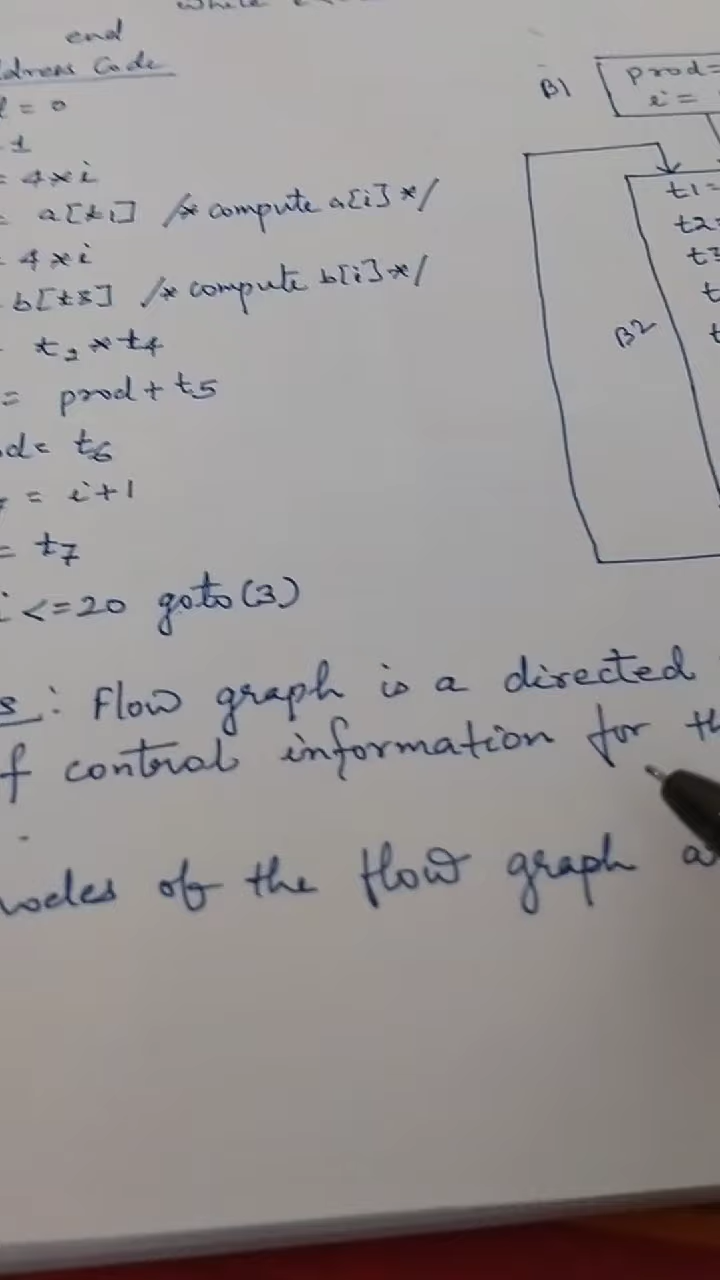 while
end
Address Code
= 0
1
= 4*i
= a[t1] /* compute a[i] */
= 4*i
b[t3] /* compute b[i] */
t2 * t4
= prod + t5
d = t6
= i+1
= t7
i <= 20 goto (3)
s : Flow graph is a directed
f control information for th
nodes of the flow graph a
B1
prod =
i =
t1 =
t2 =
t3
t
t
B2